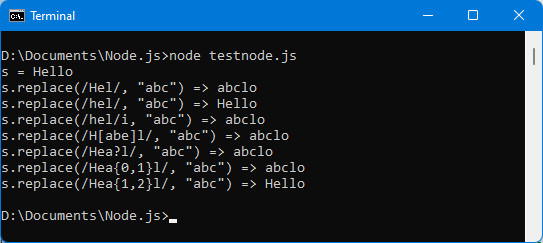 Terminal
D:\Documents\Node.js>node testnode.js
s = Hello
s.replace(/Hel/, "abc") => abclo
s.replace(/hel/, "abc") => Hello
s.replace(/hel/i, "abc") => abclo
s.replace(/H[abe]l/, "abc") => abclo
s.replace(/Hea?l/, "abc") => abclo
s.replace(/Hea{0,1}l/, "abc") => abclo
s.replace(/Hea{1,2}l/, "abc") => Hello
D:\Documents\Node.js>